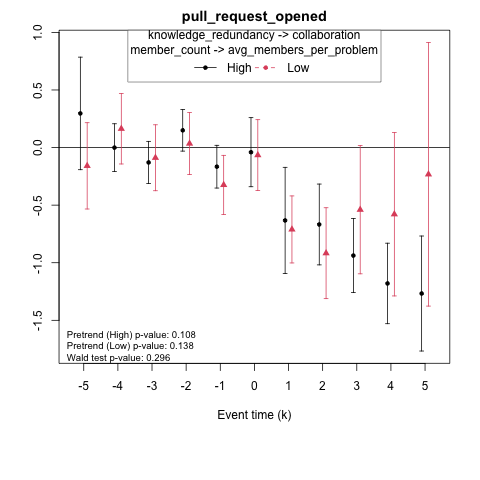 pull_request_opened
knowledge_redundancy -> collaboration
member_count -> avg_members_per_problem
High Low
1.0
0.5
0.0
-0.5
-1.0
-1.5
Pretrend (High) p-value: 0.108
Pretrend (Low) p-value: 0.138
Wald test p-value: 0.296
-5 -4 -3 -2 -1 0 1 2 3 4 5
Event time (k)